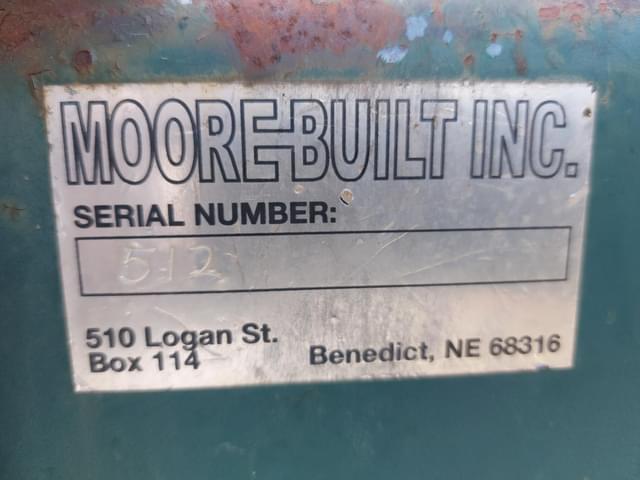 MOORE-BUILT INC.
SERIAL NUMBER:
512
510 Logan St.
Box 114
Benedict, NE 68316